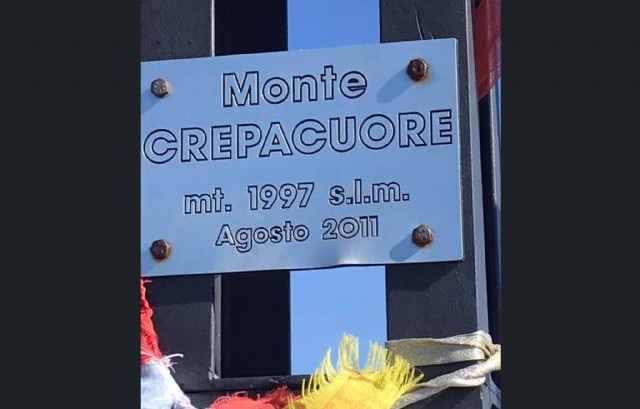 Monte
CREPACUORE
mt. 1997 s.l.m.
Agosto 2011